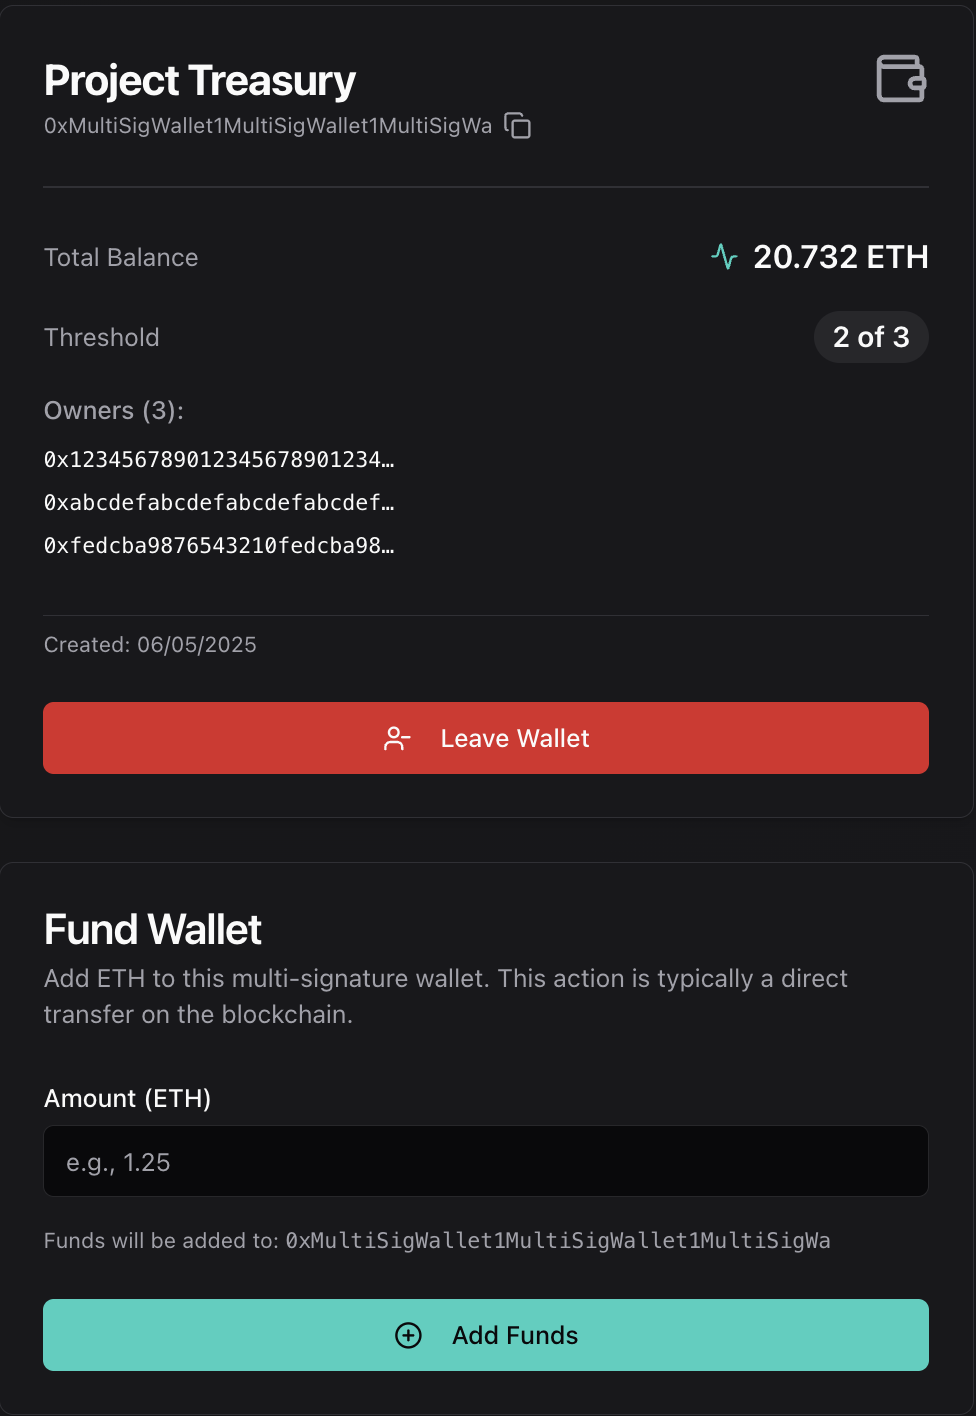 Project Treasury
0xMultiSigWallet1MultiSigWallet1MultiSigWa
Total Balance
20.732 ETH
Threshold
2 of 3
Owners (3):
0x123456789012345678901234…
0xabcdefabcdefabcdefabcdef…
0xfedcba9876543210fedcba98…
Created: 06/05/2025
Leave Wallet
Fund Wallet
Add ETH to this multi-signature wallet. This action is typically a direct
transfer on the blockchain.
Amount (ETH)
e.g., 1.25
Funds will be added to: 0xMultiSigWallet1MultiSigWallet1MultiSigWa
Add Funds